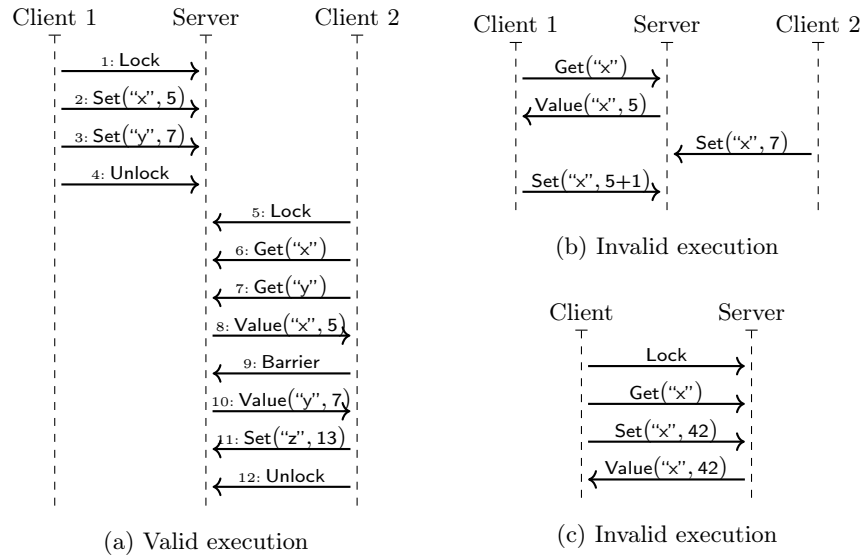 Client 1 Server Client 2
1: Lock
2: Set(“x”, 5)
3: Set(“y”, 7)
4: Unlock
5: Lock
6: Get(“x”)
7: Get(“y”)
8: Value(“x”, 5)
9: Barrier
10: Value(“y”, 7)
11: Set(“z”, 13)
12: Unlock
(a) Valid execution
Client 1 Server Client 2
Get(“x”)
Value(“x”, 5)
Set(“x”, 7)
Set(“x”, 5+1)
(b) Invalid execution
Client Server
Lock
Get(“x”)
Set(“x”, 42)
Value(“x”, 42)
(c) Invalid execution